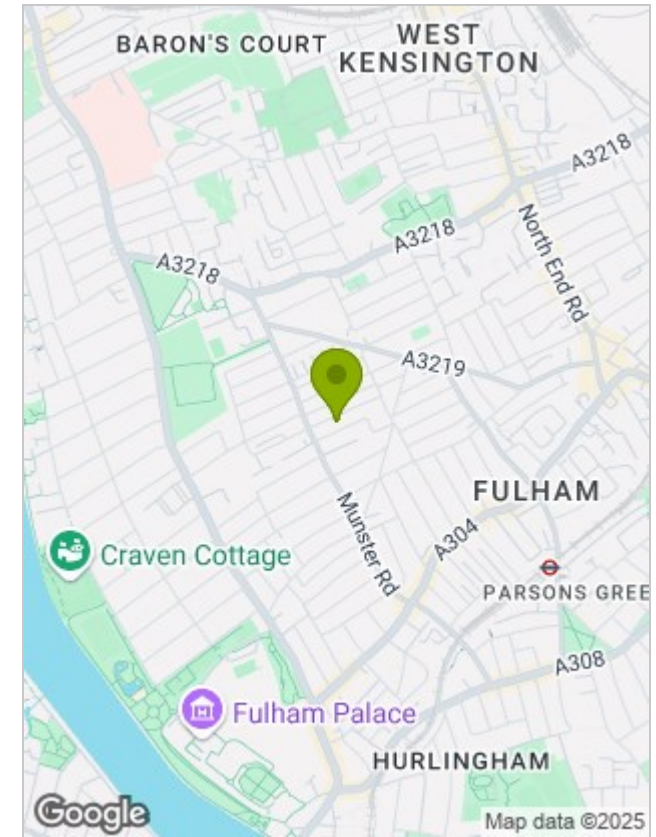 BARON'S COURT
WEST
KENSINGTON
A3218
A3218
A3218
North End Rd
A3219
FULHAM
Munster Rd
A304
Craven Cottage
PARSONS GREE
A308
Fulham Palace
HURLINGHAM
Google
Map data ©2025